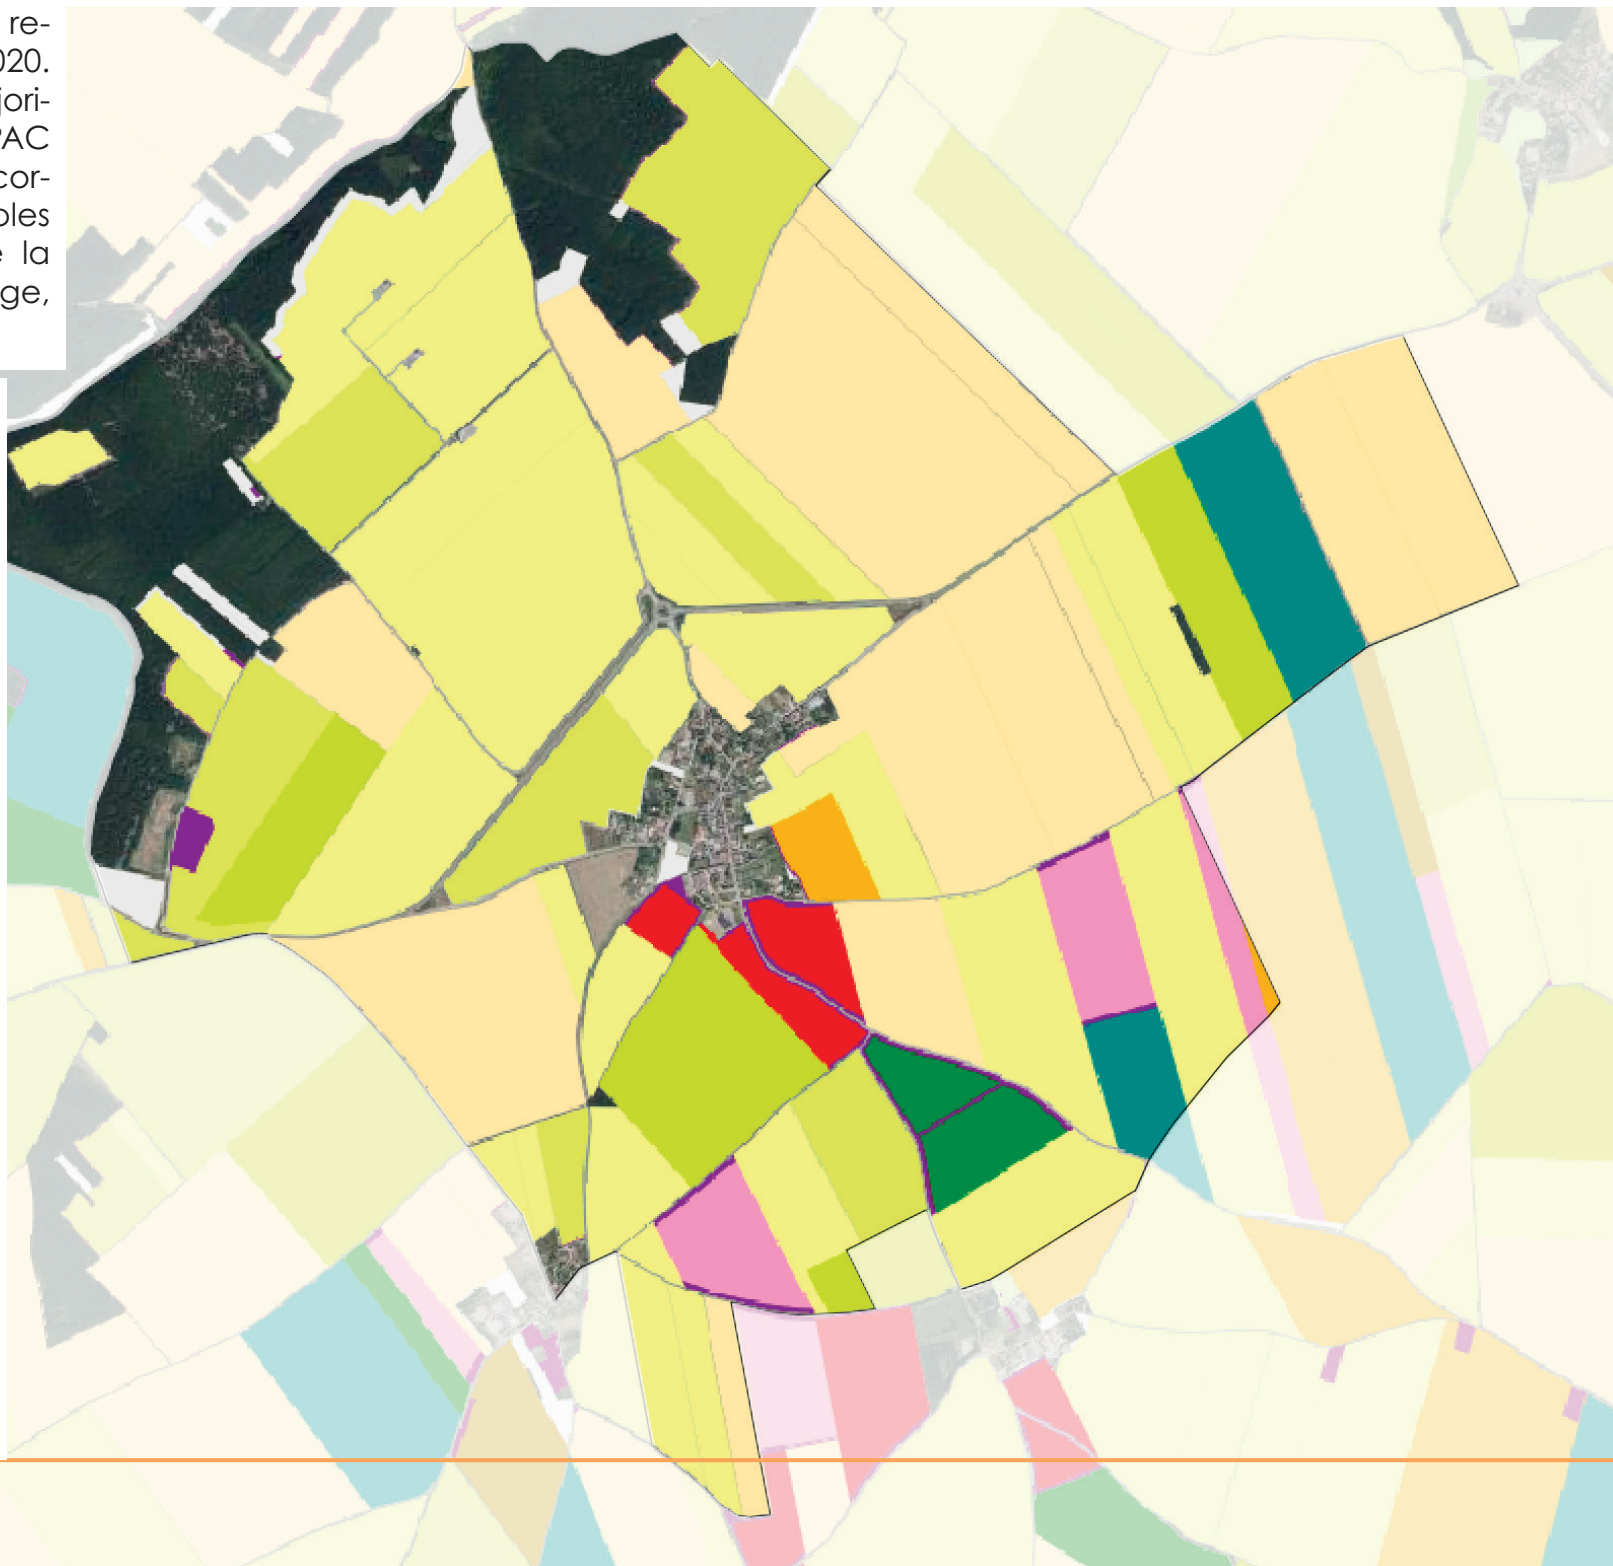 re-
020.
jori-
PAC
cor-
bles
e la
ge,